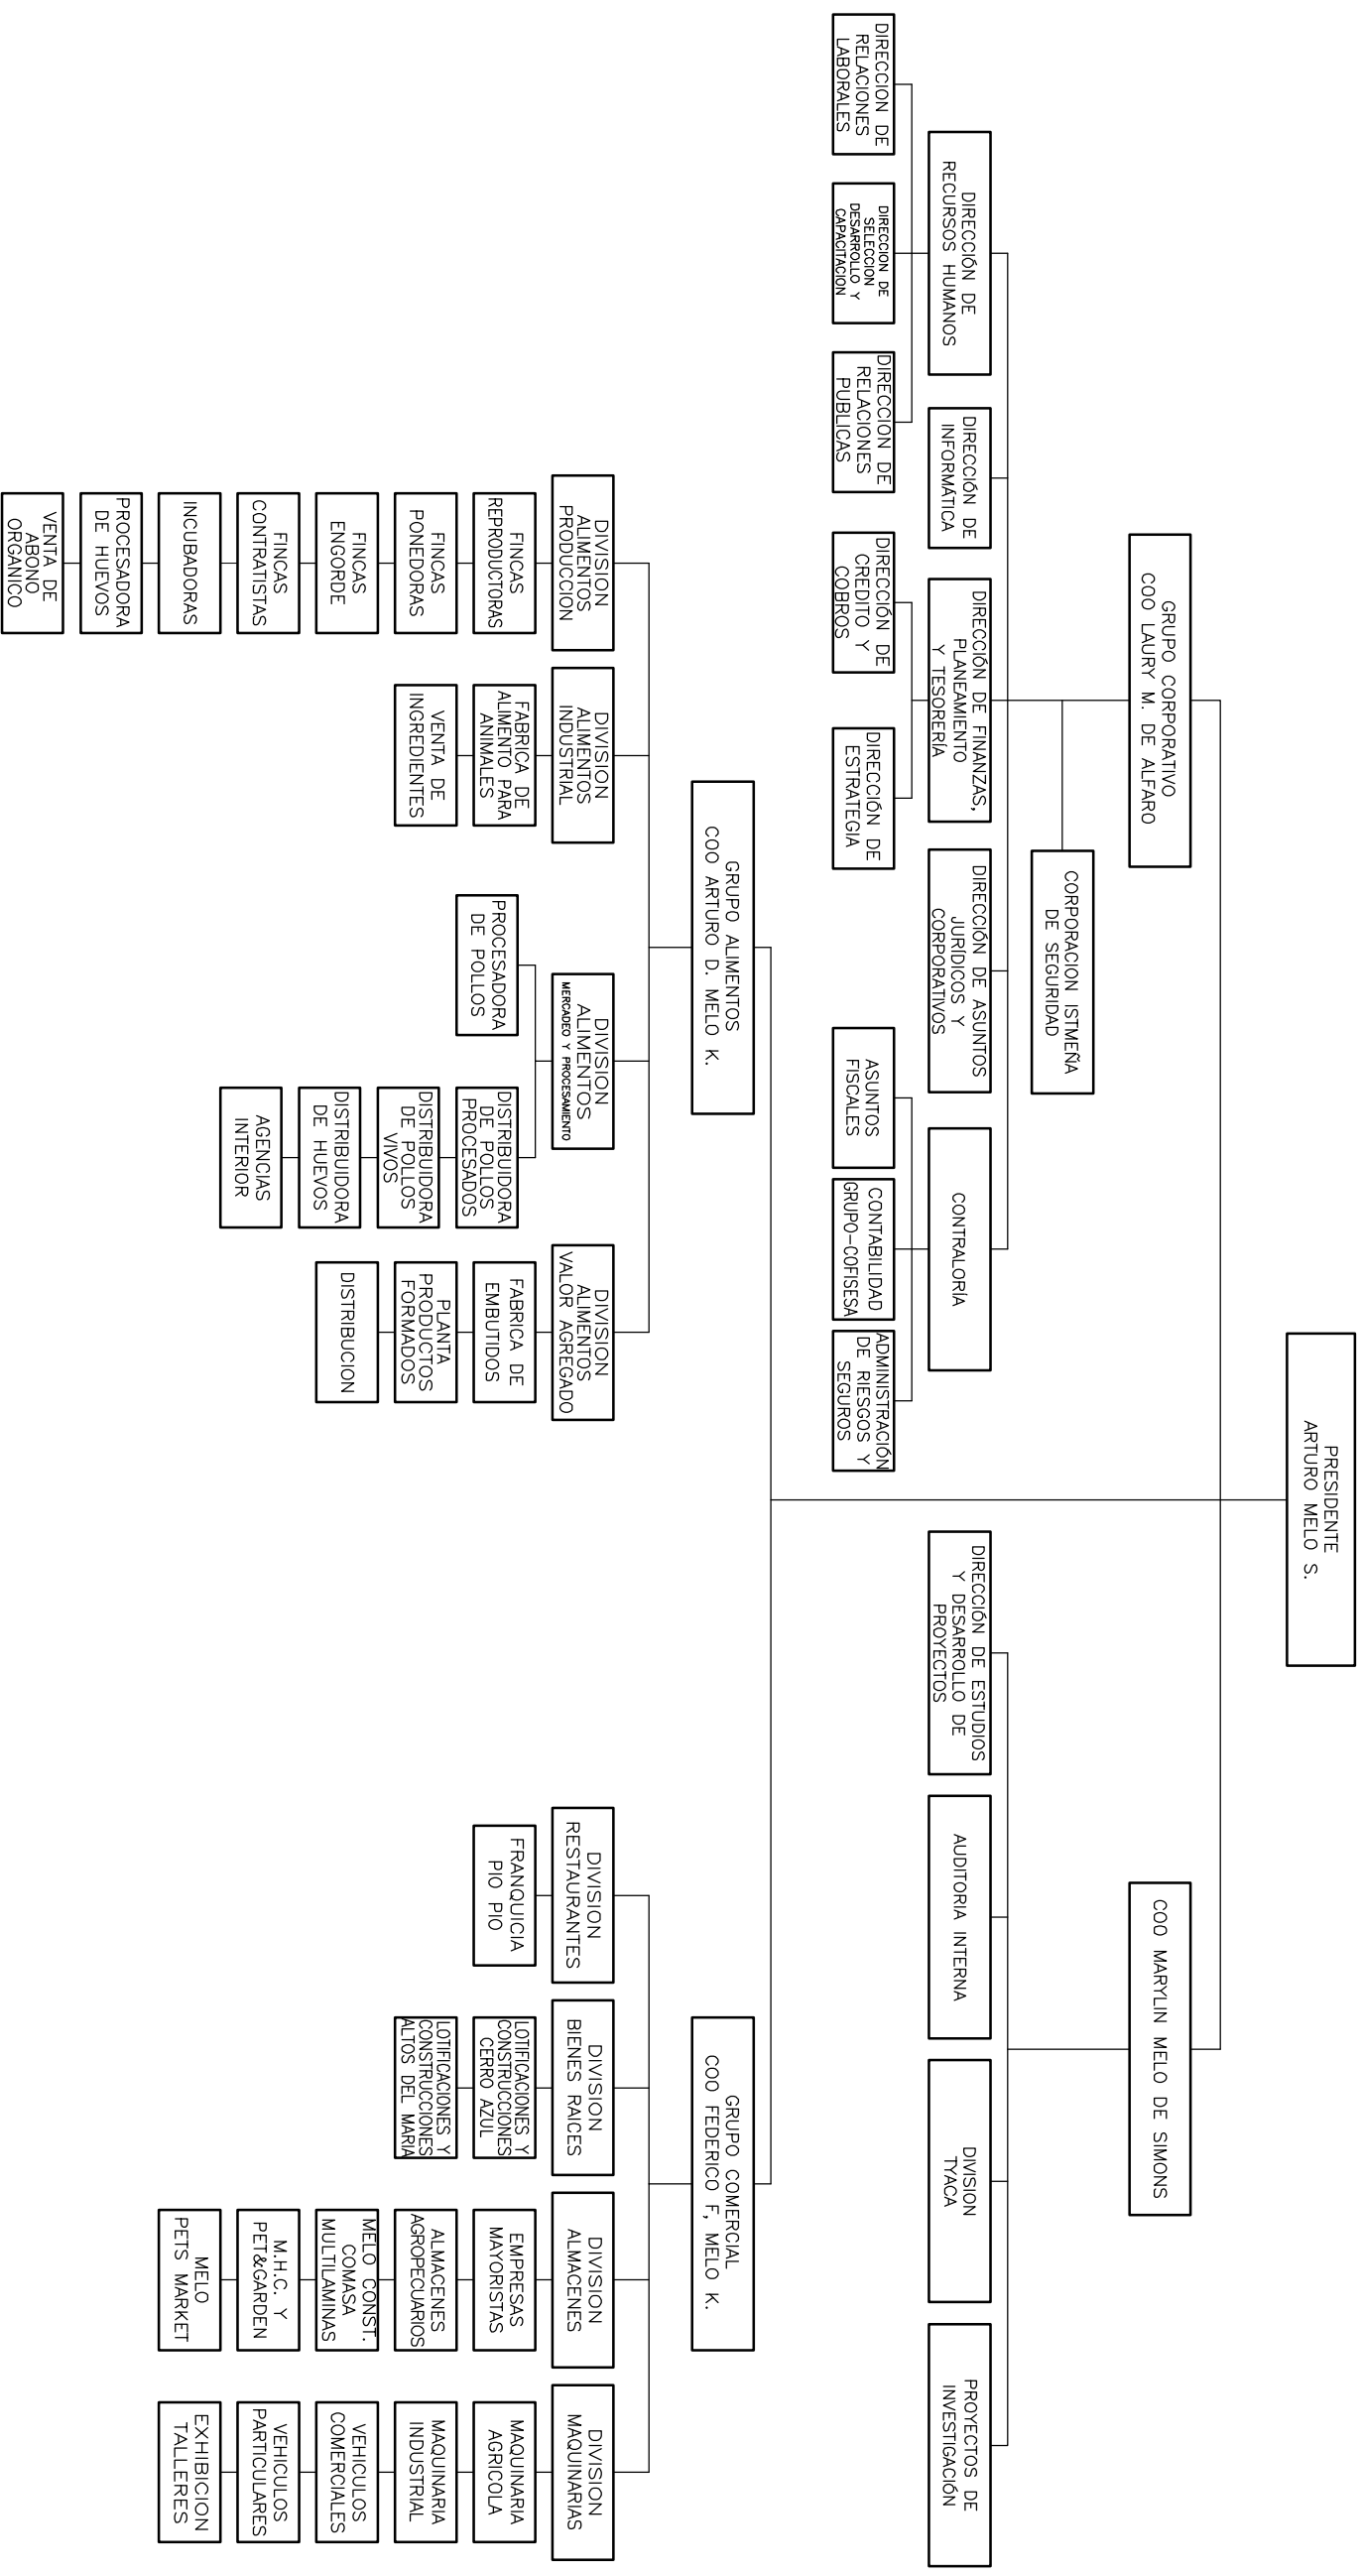 PRESIDENTE
ARTURO MELO S.
GRUPO CORPORATIVO
COO LAURY M. DE ALFARO
COO MARYLIN MELO DE SIMONS
CORPORACION ISTMEÑA
DE SEGURIDAD
DIRECCIÓN DE
RECURSOS HUMANOS
DIRECCIÓN DE
INFORMÁTICA
DIRECCIÓN DE FINANZAS,
PLANEAMIENTO
Y TESORERÍA
DIRECCIÓN DE ASUNTOS
JURÍDICOS Y
CORPORATIVOS
CONTRALORÍA
DIRECCIÓN DE ESTUDIOS
Y DESARROLLO DE
PROYECTOS
AUDITORIA INTERNA
DIVISION
TYACA
PROYECTOS DE
INVESTIGACIÓN
DIRECCION DE
RELACIONES
LABORALES
DIRECCION DE
SELECCION
DESARROLLO Y
CAPACITACION
DIRECCION DE
RELACIONES
PUBLICAS
DIRECCIÓN DE
CREDITO Y
COBROS
DIRECCIÓN DE
ESTRATEGIA
ASUNTOS
FISCALES
CONTABILIDAD
GRUPO-COFISESA
ADMINISTRACIÓN
DE RIESGOS Y
SEGUROS
GRUPO ALIMENTOS
COO ARTURO D. MELO K.
GRUPO COMERCIAL
COO FEDERICO F, MELO K.
DIVISION
ALIMENTOS
PRODUCCION
FINCAS
REPRODUCTORAS
FINCAS
PONEDORAS
FINCAS
ENGORDE
FINCAS
CONTRATISTAS
INCUBADORAS
PROCESADORA
DE HUEVOS
VENTA DE
ABONO
ORGANICO
DIVISION
ALIMENTOS
INDUSTRIAL
FABRICA DE
ALIMENTO PARA
ANIMALES
VENTA DE
INGREDIENTES
DIVISION
ALIMENTOS
MERCADEO Y PROCESAMIENTO
PROCESADORA
DE POLLOS
DISTRIBUIDORA
DE POLLOS
PROCESADOS
DISTRIBUIDORA
DE POLLOS
VIVOS
DISTRIBUIDORA
DE HUEVOS
AGENCIAS
INTERIOR
DIVISION
ALIMENTOS
VALOR AGREGADO
FABRICA DE
EMBUTIDOS
PLANTA
PRODUCTOS
FORMADOS
DISTRIBUCION
DIVISION
RESTAURANTES
FRANQUICIA
PIO PIO
DIVISION
BIENES RAICES
LOTIFICACIONES Y
CONSTRUCCIONES
CERRO AZUL
LOTIFICACIONES Y
CONSTRUCCIONES
ALTOS DEL MARIA
DIVISION
ALMACENES
EMPRESAS
MAYORISTAS
ALMACENES
AGROPECUARIOS
MELO CONST.
COMASA
MULTILAMINAS
M.H.C. Y
PET&GARDEN
MELO
PETS MARKET
DIVISION
MAQUINARIAS
MAQUINARIA
AGRICOLA
MAQUINARIA
INDUSTRIAL
VEHICULOS
COMERCIALES
VEHICULOS
PARTICULARES
EXHIBICION
TALLERES